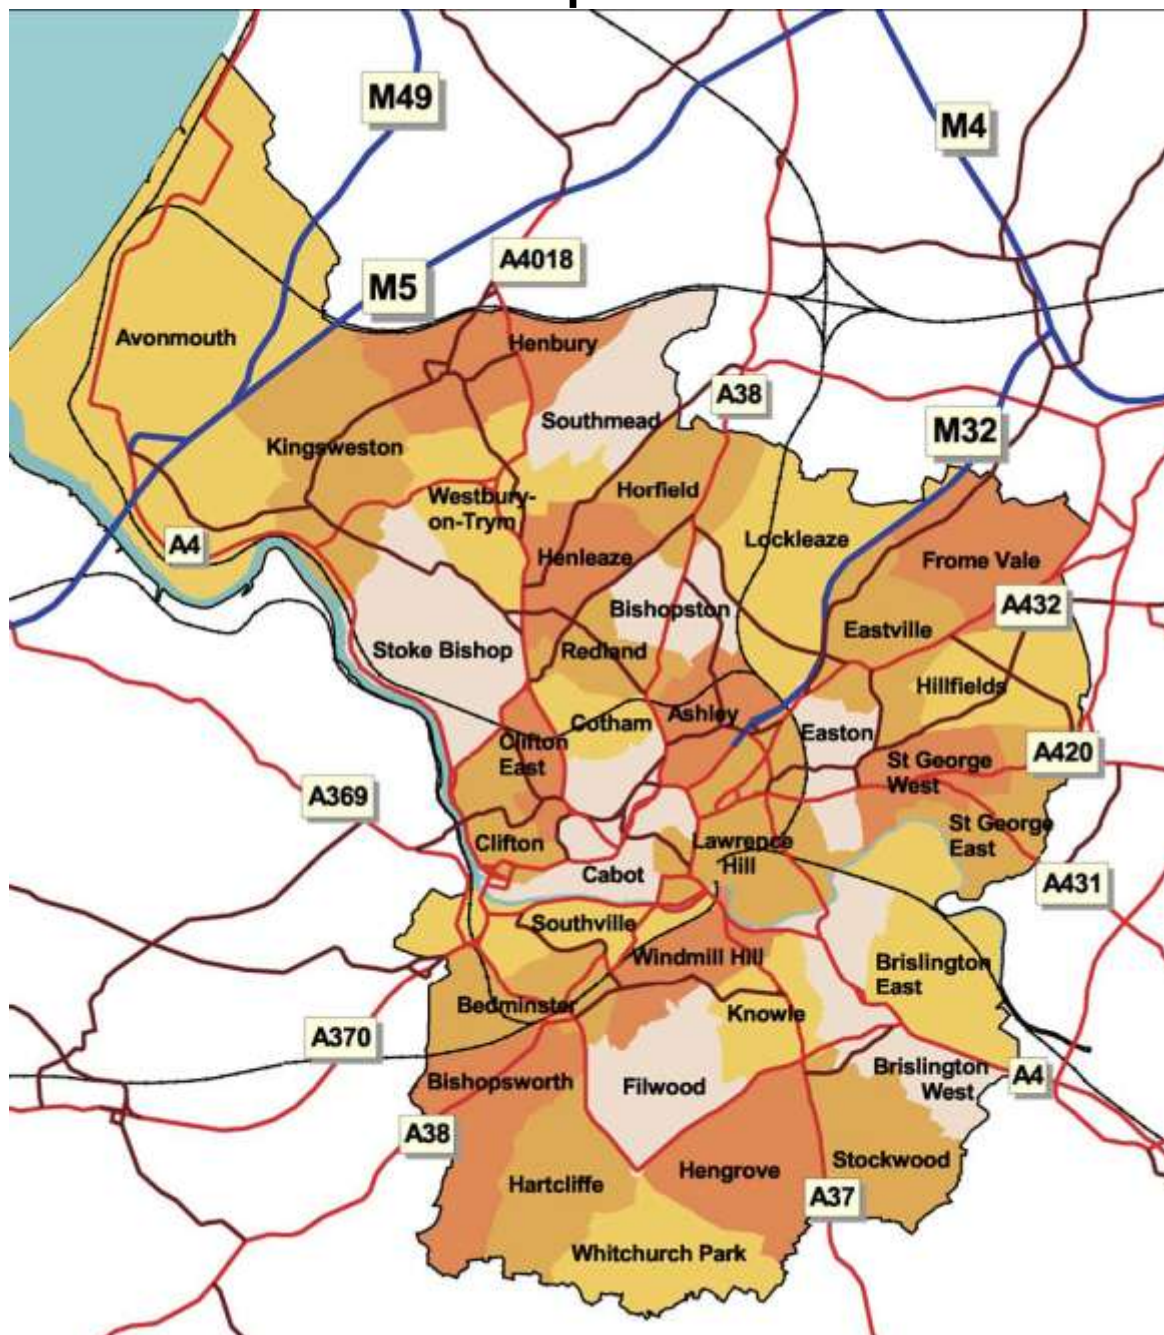 M49
M4
A4018
M5
Avonmouth
Henbury
A38
Southmead
M32
Kingsweston
Horfield
Westbury-
on-Trym
A4
Lockleaze
Henleaze
Frome Vale
A432
Bishopston
Eastville
Stoke Bishop
Redland
Hillfields
Ashley
Cotham
Easton
Clifton
East
A420
St George
West
A369
St George
East
Clifton
Lawrence
Hill
Cabot
A431
Southville
Windmill Hill
Brislington
East
Bedminster
Knowle
A370
Bishopsworth
Filwood
Brislington
West
A4
A38
Hartcliffe
Hengrove
Stockwood
A37
Whitchurch Park